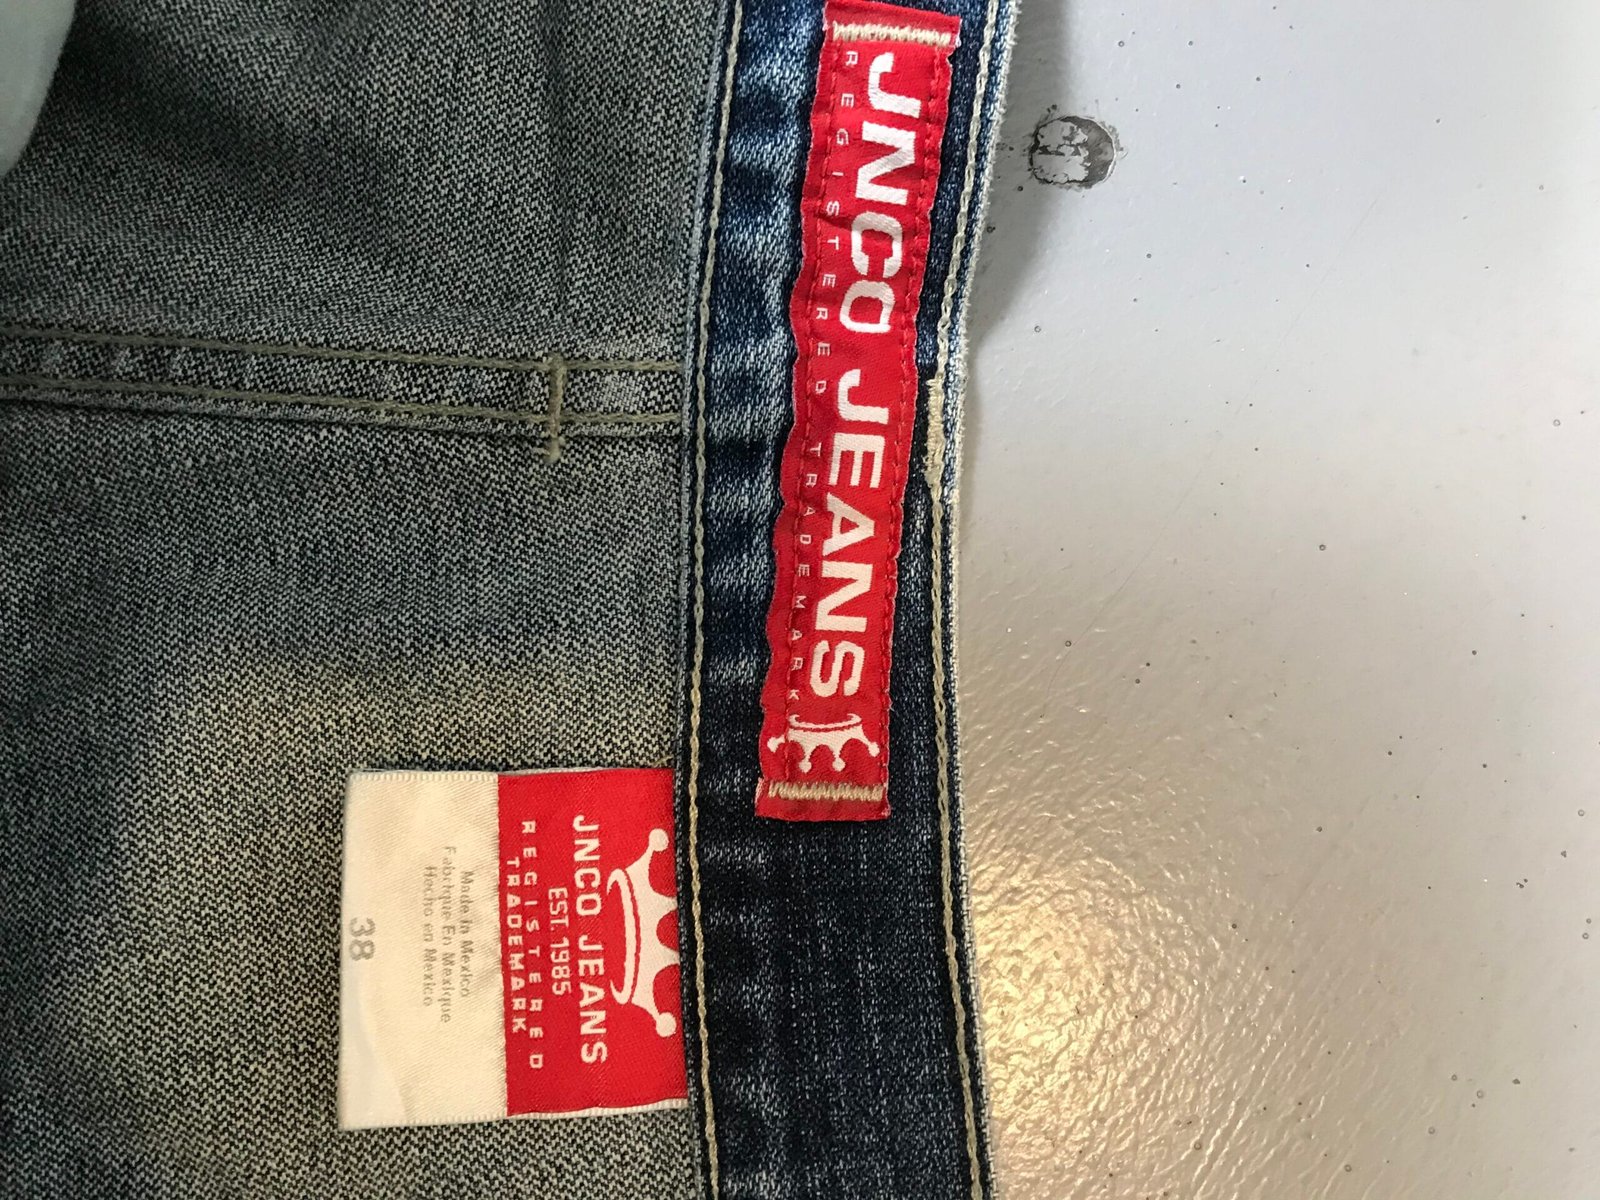 JNCO JEANS
REGISTERED TRADEMARK
JNCO JEANS
EST. 1985
REGISTERED
TRADEMARK
Made in Mexico
Fabrique En Mexique
Hecho en Mexico
38